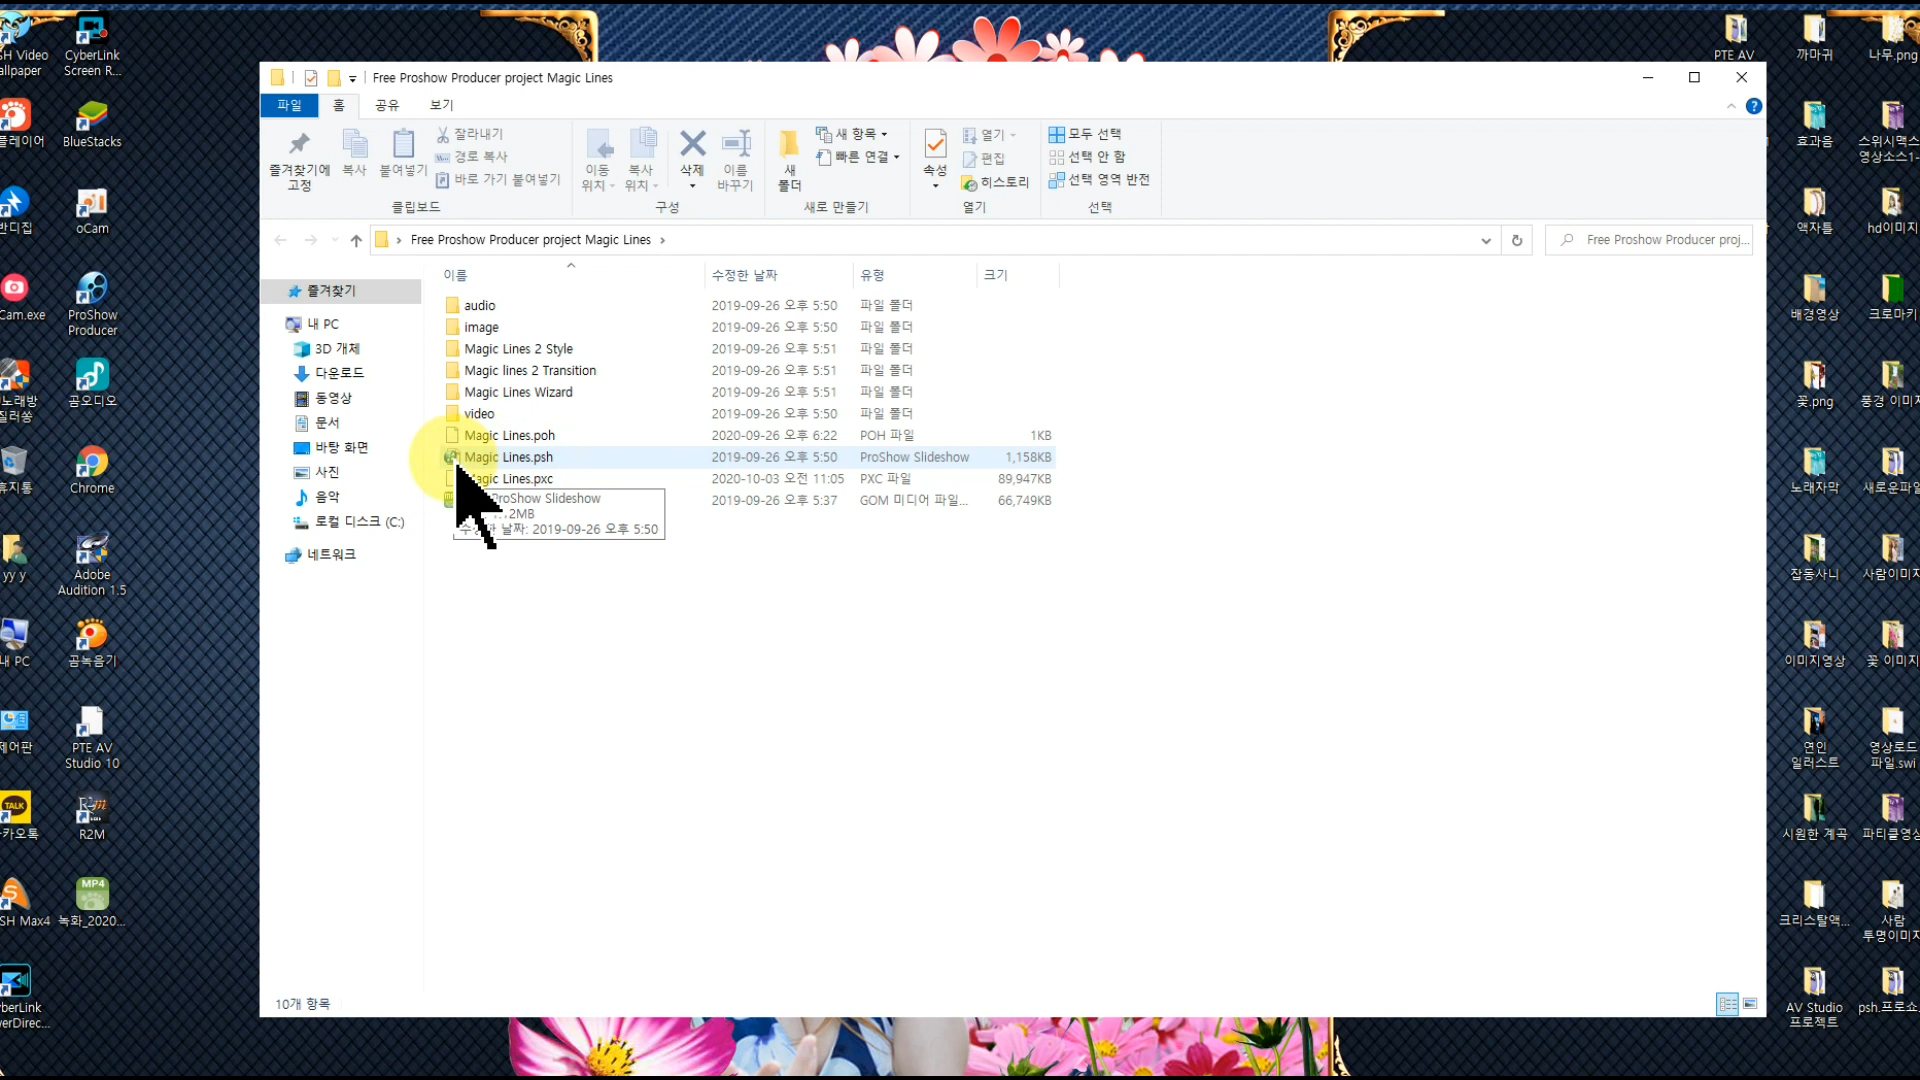 Free Proshow Producer project Magic Lines
파일 홈 공유 보기
즐겨찾기에
고정
복사
붙여넣기
잘라내기
경로 복사
바로 가기 붙여넣기
클립보드
이동
위치
복사
위치
삭제
이름
바꾸기
구성
새
폴더
새 항목
빠른 연결
새로 만들기
속성
열기
편집
히스토리
열기
모두 선택
선택 안 함
선택 영역 반전
선택
Free Proshow Producer project Magic Lines
Free Proshow Producer proj...
이름 수정한 날짜 유형 크기
audio 2019-09-26 오후 5:50 파일 폴더
image 2019-09-26 오후 5:50 파일 폴더
Magic Lines 2 Style 2019-09-26 오후 5:51 파일 폴더
Magic lines 2 Transition 2019-09-26 오후 5:51 파일 폴더
Magic Lines Wizard 2019-09-26 오후 5:51 파일 폴더
video 2019-09-26 오후 5:50 파일 폴더
Magic Lines.poh 2020-09-26 오후 6:22 POH 파일 1KB
Magic Lines.psh 2019-09-26 오후 5:50 ProShow Slideshow 1,158KB
agic Lines.pxc 2020-10-03 오전 11:05 PXC 파일 89,947KB
2019-09-26 오후 5:37 GOM 미디어 파일... 66,749KB
ProShow Slideshow
12MB
날짜: 2019-09-26 오후 5:50
즐겨찾기
내 PC
3D 개체
다운로드
동영상
문서
바탕 화면
사진
음악
로컬 디스크 (C:)
네트워크
10개 항목
SH Video
allpaper
플레이어
반디집
Cam.exe
노래방
질러쏭
휴지통
yy y
내 PC
제어판
TALK
카카오톡
SH Max4
yberLink
werDirec...
CyberLink
Screen R...
BlueStacks
oCam
ProShow
Producer
곰오디오
Chrome
Adobe
Audition 1.5
곰녹음기
PTE AV
Studio 10
R2M
MP4
녹화_2020...
PTE AV
까마귀
효과음
액자틀
배경영상
꽃.png
노래자막
잡동사니
이미지영상
연인
일러스트
시원한 계곡
크리스탈액...
AV Studio
프로젝트
나무.png
스위시맥스
영상소스1-
hd이미지
크로마키
풍경 이미지
새로운파일
사람이미지
꽃 이미지
영상로드
파일.swi
파티클영상
사람
투명이미지
psh.프로쇼.